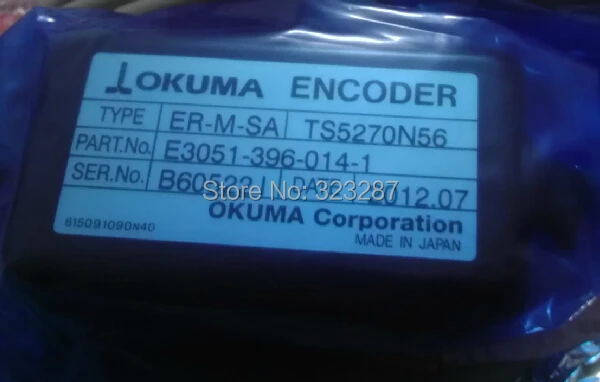 OKUMA ENCODER
TYPE ER-M-SA TS5270N56
PART.No. E3051-396-014-1
SER.No. DATE 2012.07
Store No: 323287
OKUMA Corporation
615091090N40 MADE IN JAPAN